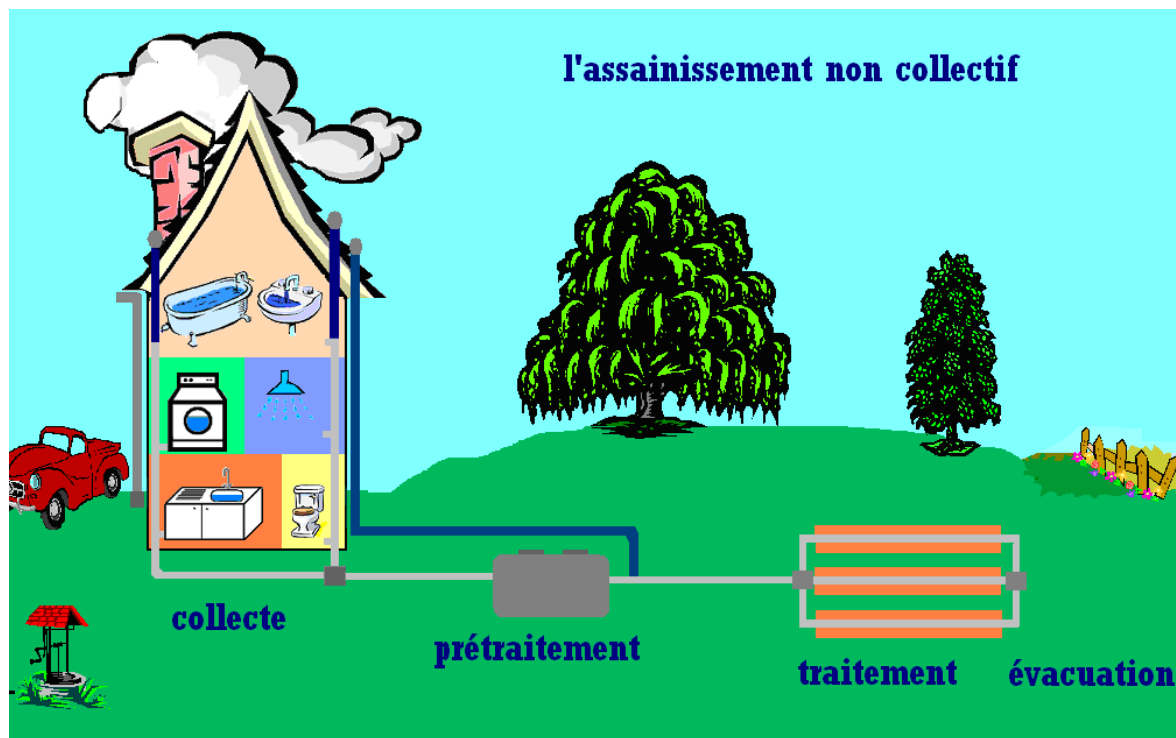 l'assainissement non collectif
collecte
prétraitement
traitement
évacuation